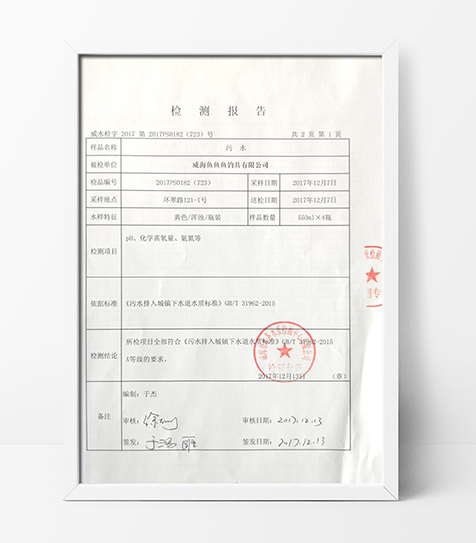 检 测 报 告
威水检字 2017 第 2017PS0182（723）号 共 2 页 第 1 页
样品名称 污 水
被检单位 威海鱼鱼鱼钓具有限公司
检品编号 2017PS0182（723） 采样日期 2017年12月7日
采样地点 环翠路121-1号 送检日期 2017年12月7日
水样特征 黄色/浑浊/瓶装 样品数量 550ml×4瓶
检测项目 pH、化学需氧量、氨氮等
依据标准 《污水排入城镇下水道水质标准》GB/T 31962-2015
检测结论 所检项目全部符合《污水排入城镇下水道水质标准》GB/T 31962-2015
A等级的要求。
2017年12月13日 （章）
备注 编制：于杰
审核： 审核日期：2017.12.13
签发： 签发日期：2017.12.13